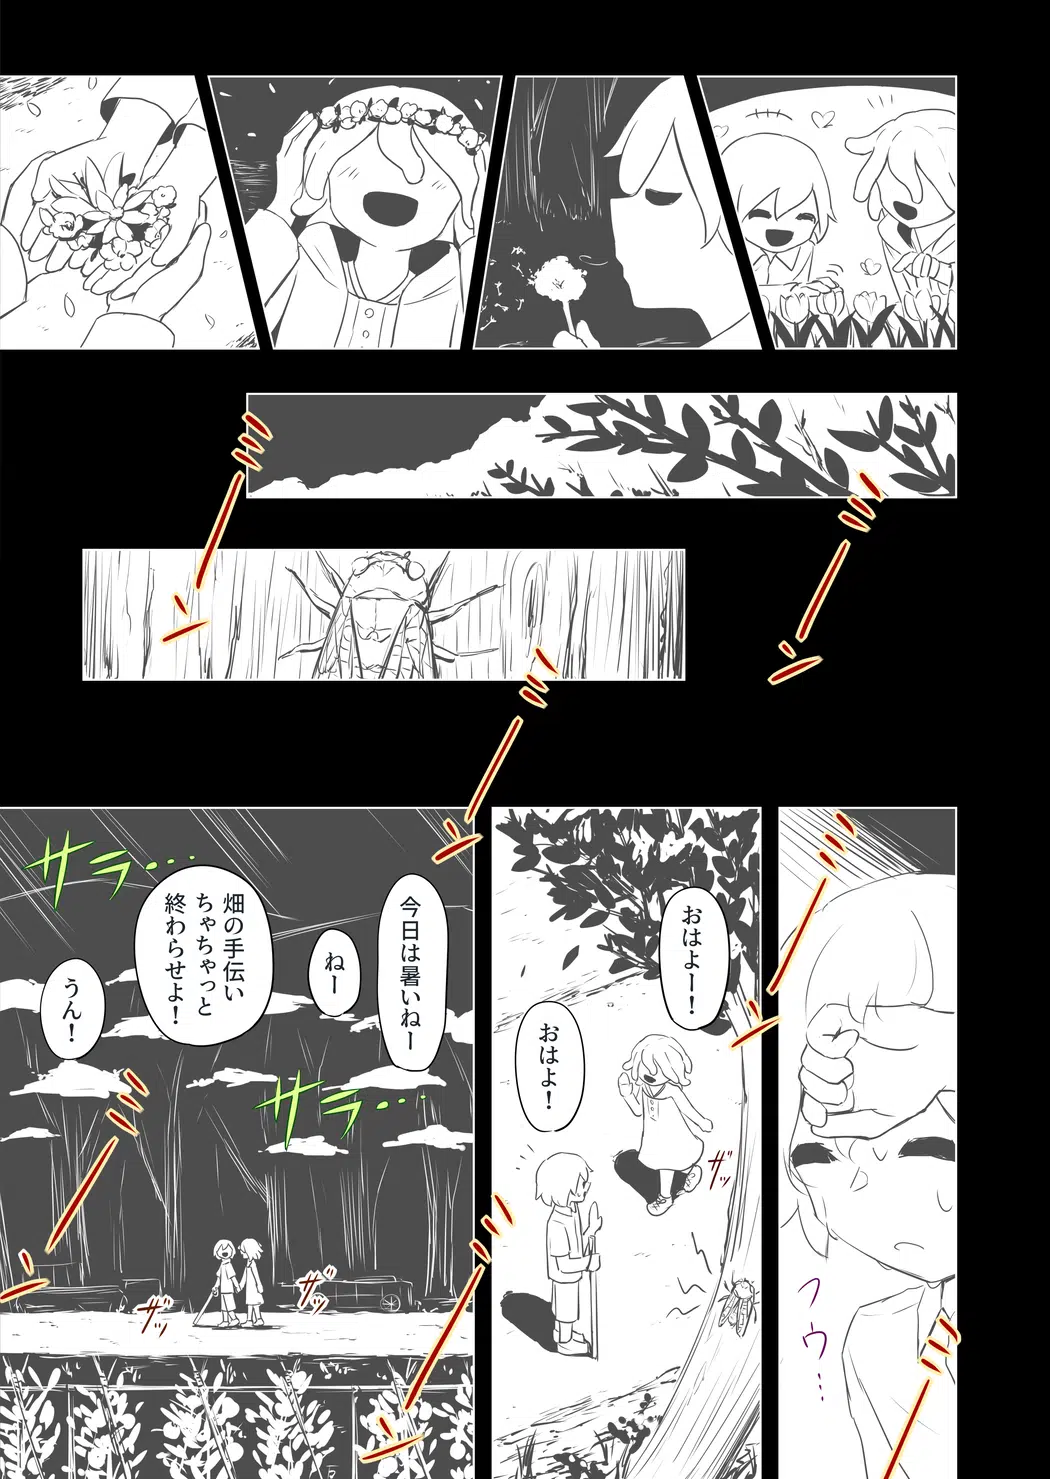 ミーン
ミーン
ミーン
ミーン
フウ…
ミー
おはよー！
おはよ！
ザッ
ミーン
今日は暑いねー
ねー
畑の手伝い
ちゃちゃっと
終わらせよ！
うん！
サラ…
サラ…
ザッ
ザッ
ミーン